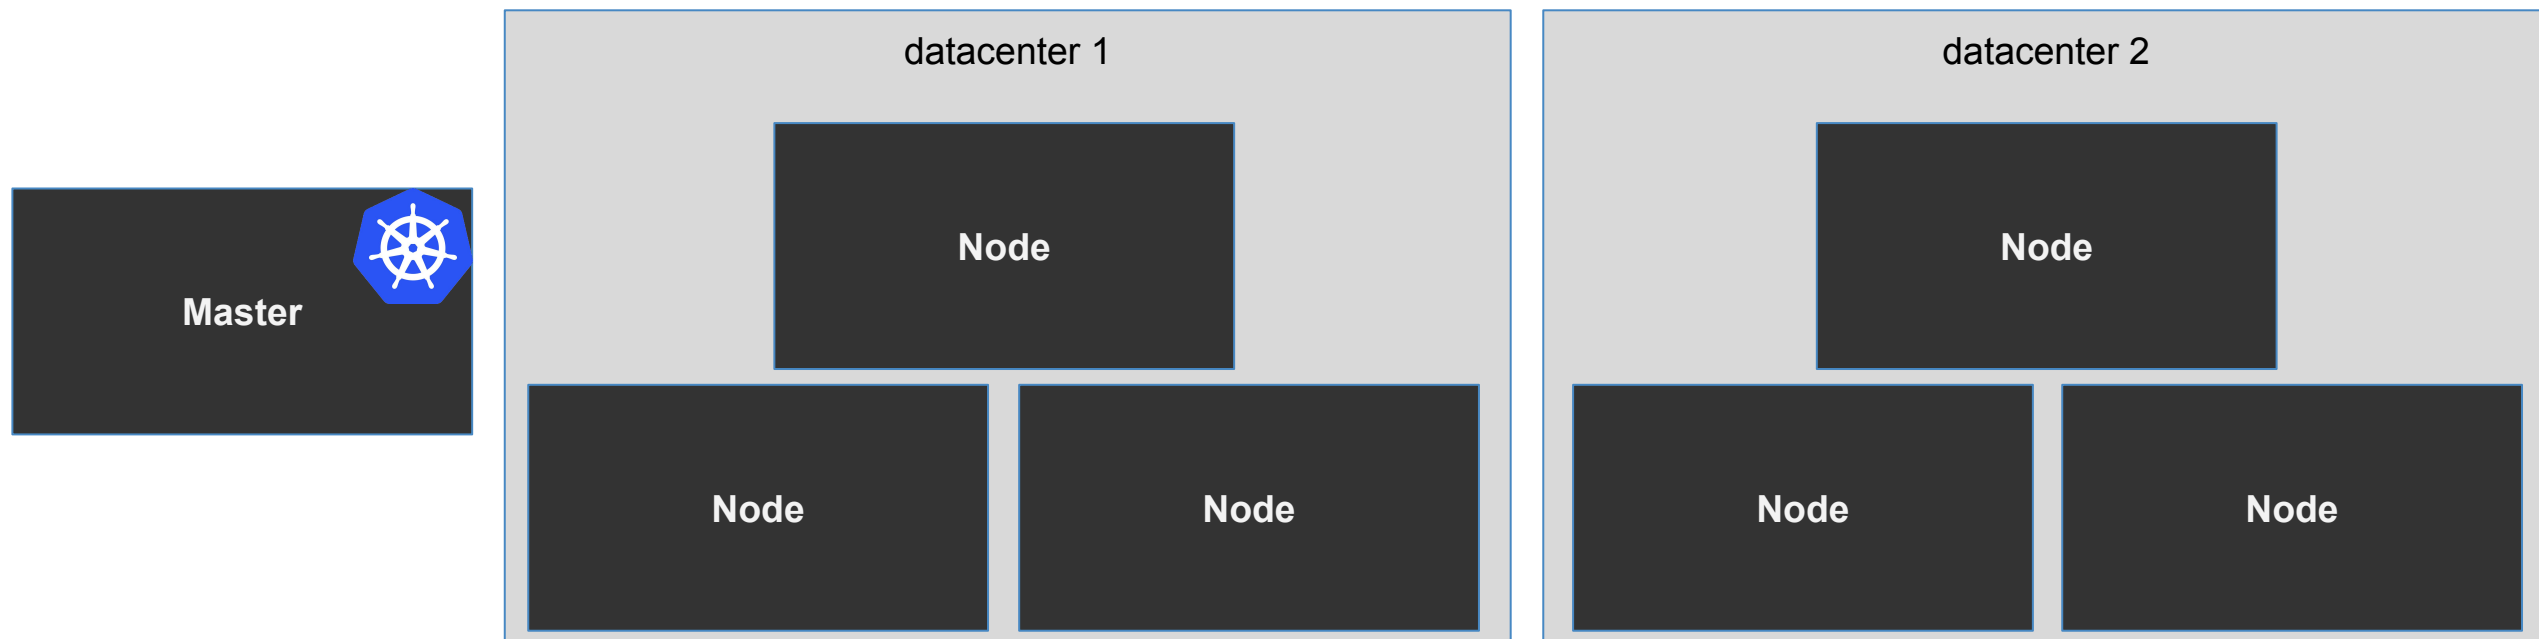 Master
datacenter 1
Node
Node
Node
datacenter 2
Node
Node
Node